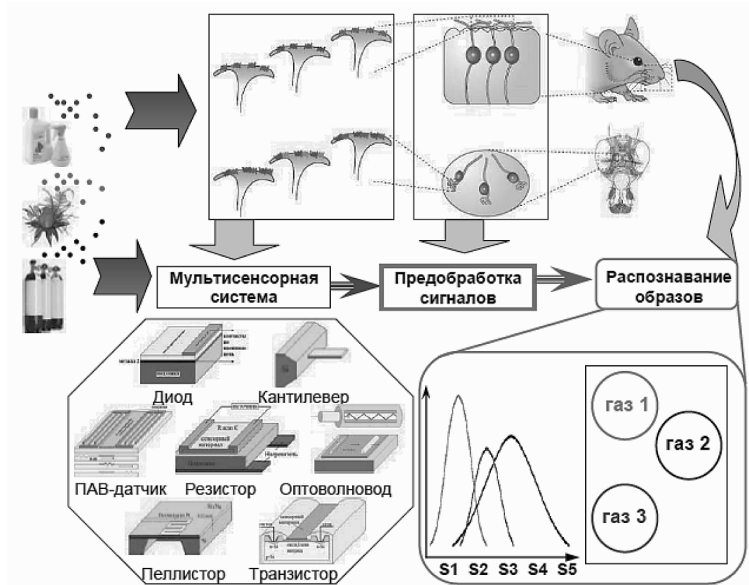 Мультисенсорная
система
Предобработка
сигналов
Распознавание
образов
Диод
Кантилевер
ПАВ-датчик
Резистор
Оптоволновод
Пеллистор
Транзистор
газ 1
газ 2
газ 3
S1 S2 S3 S4 S5